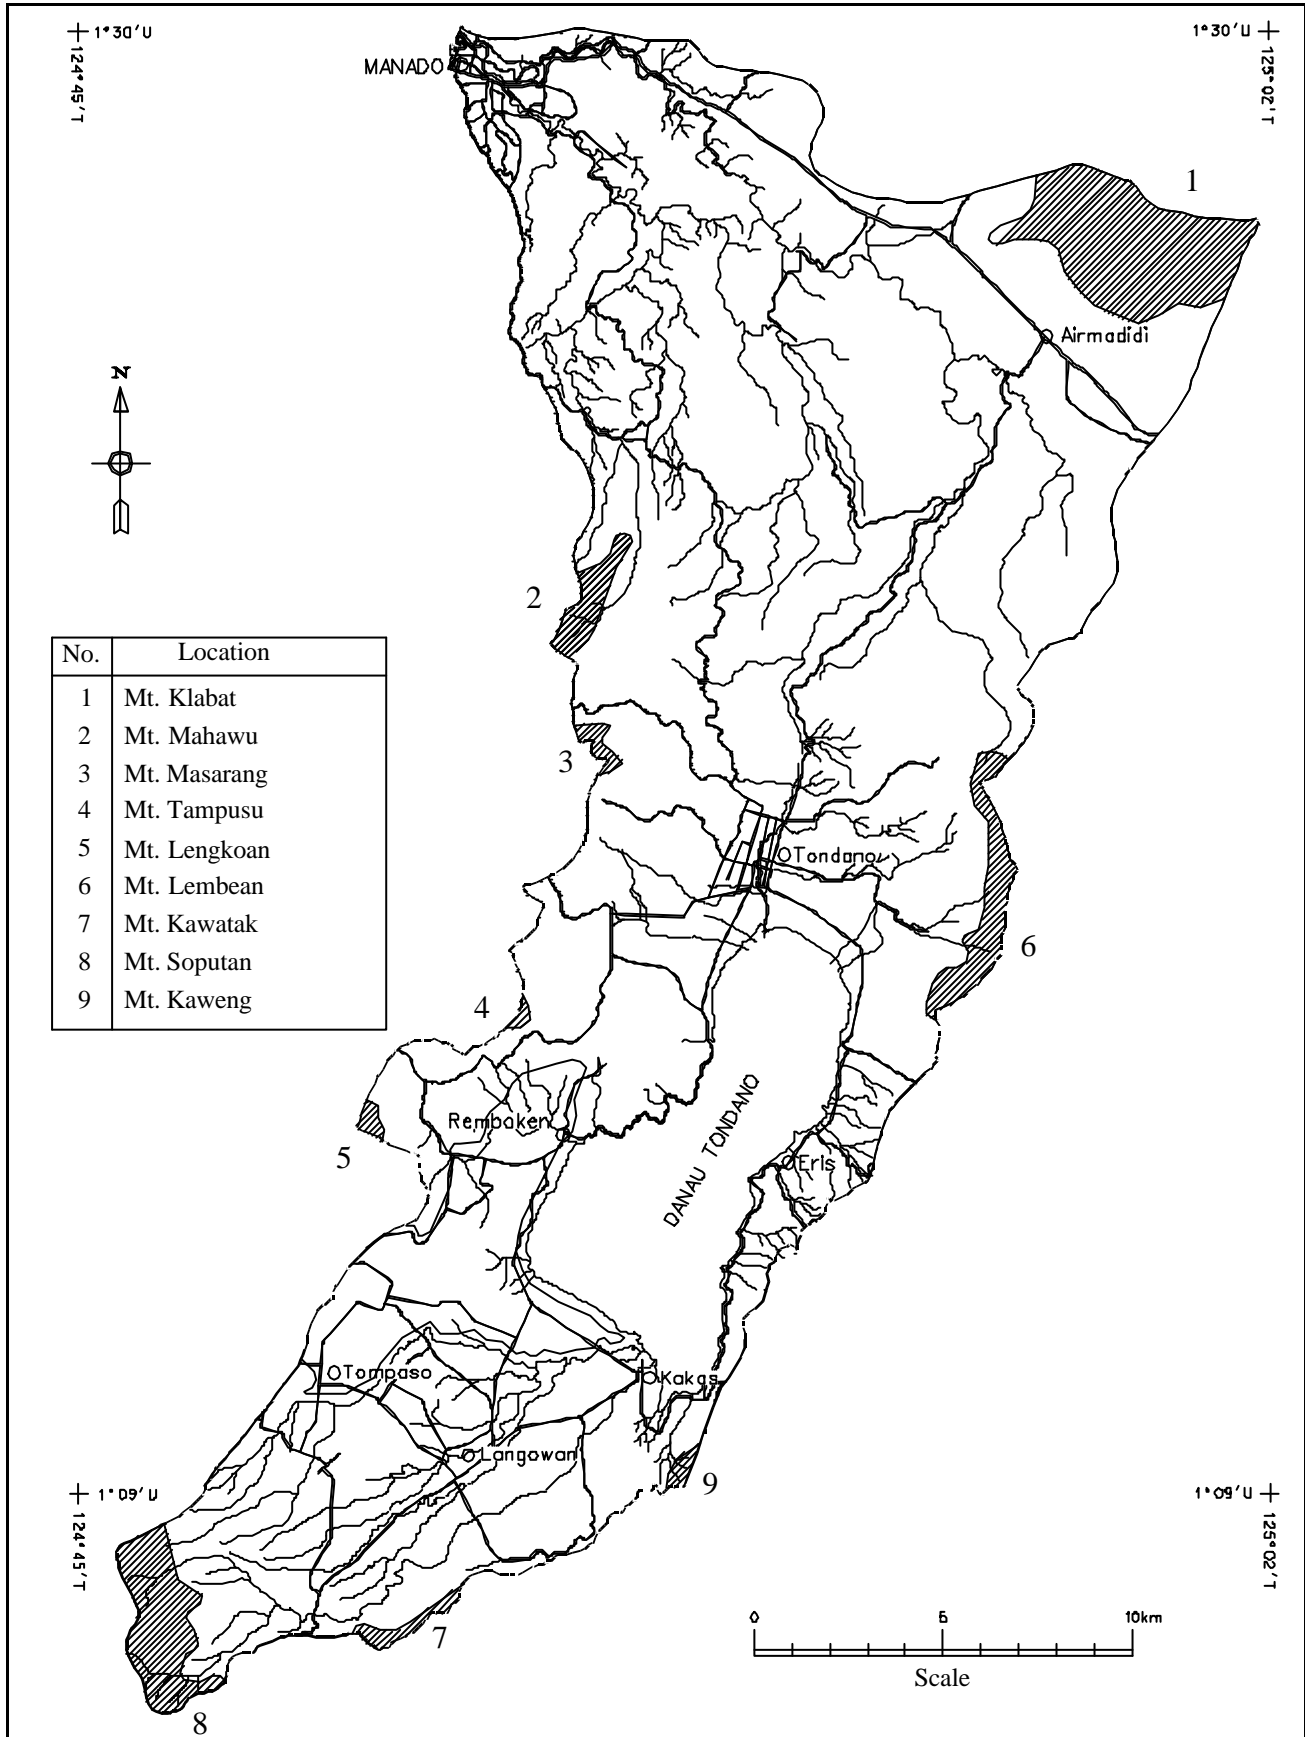 1°30'U
124°45'T
1°30'U
125°02'T
MANADO
1
Airmadidi
N
2
No. Location
1 Mt. Klabat
2 Mt. Mahawu
3 Mt. Masarang
4 Mt. Tampusu
5 Mt. Lengkoan
6 Mt. Lembean
7 Mt. Kawatak
8 Mt. Soputan
9 Mt. Kaweng
3
Tondano
6
4
Rembaken
5
DANAU TONDANO
Eris
Tompaso
Kakas
Langowan
9
1°09'U
124°45'T
1°09'U
125°02'T
7
8
0 5 10km
Scale